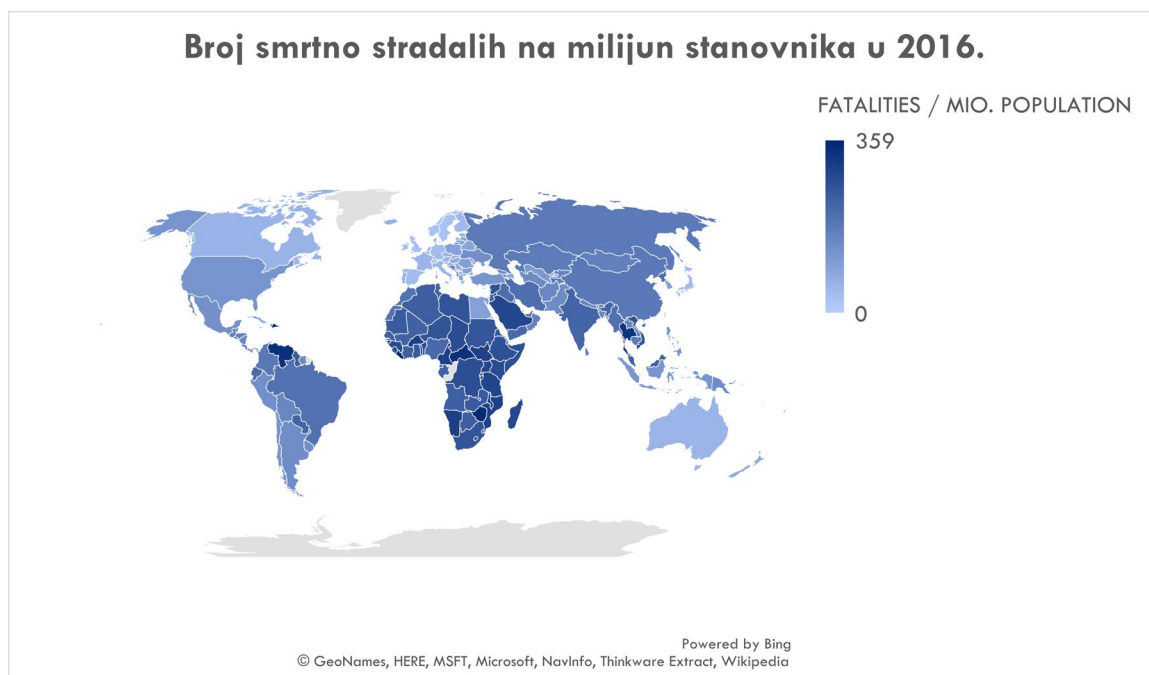 Broj smrtno stradalih na milijun stanovnika u 2016.
FATALITIES / MIO. POPULATION
359
0
Powered by Bing
© GeoNames, HERE, MSFT, Microsoft, NavInfo, Thinkware Extract, Wikipedia